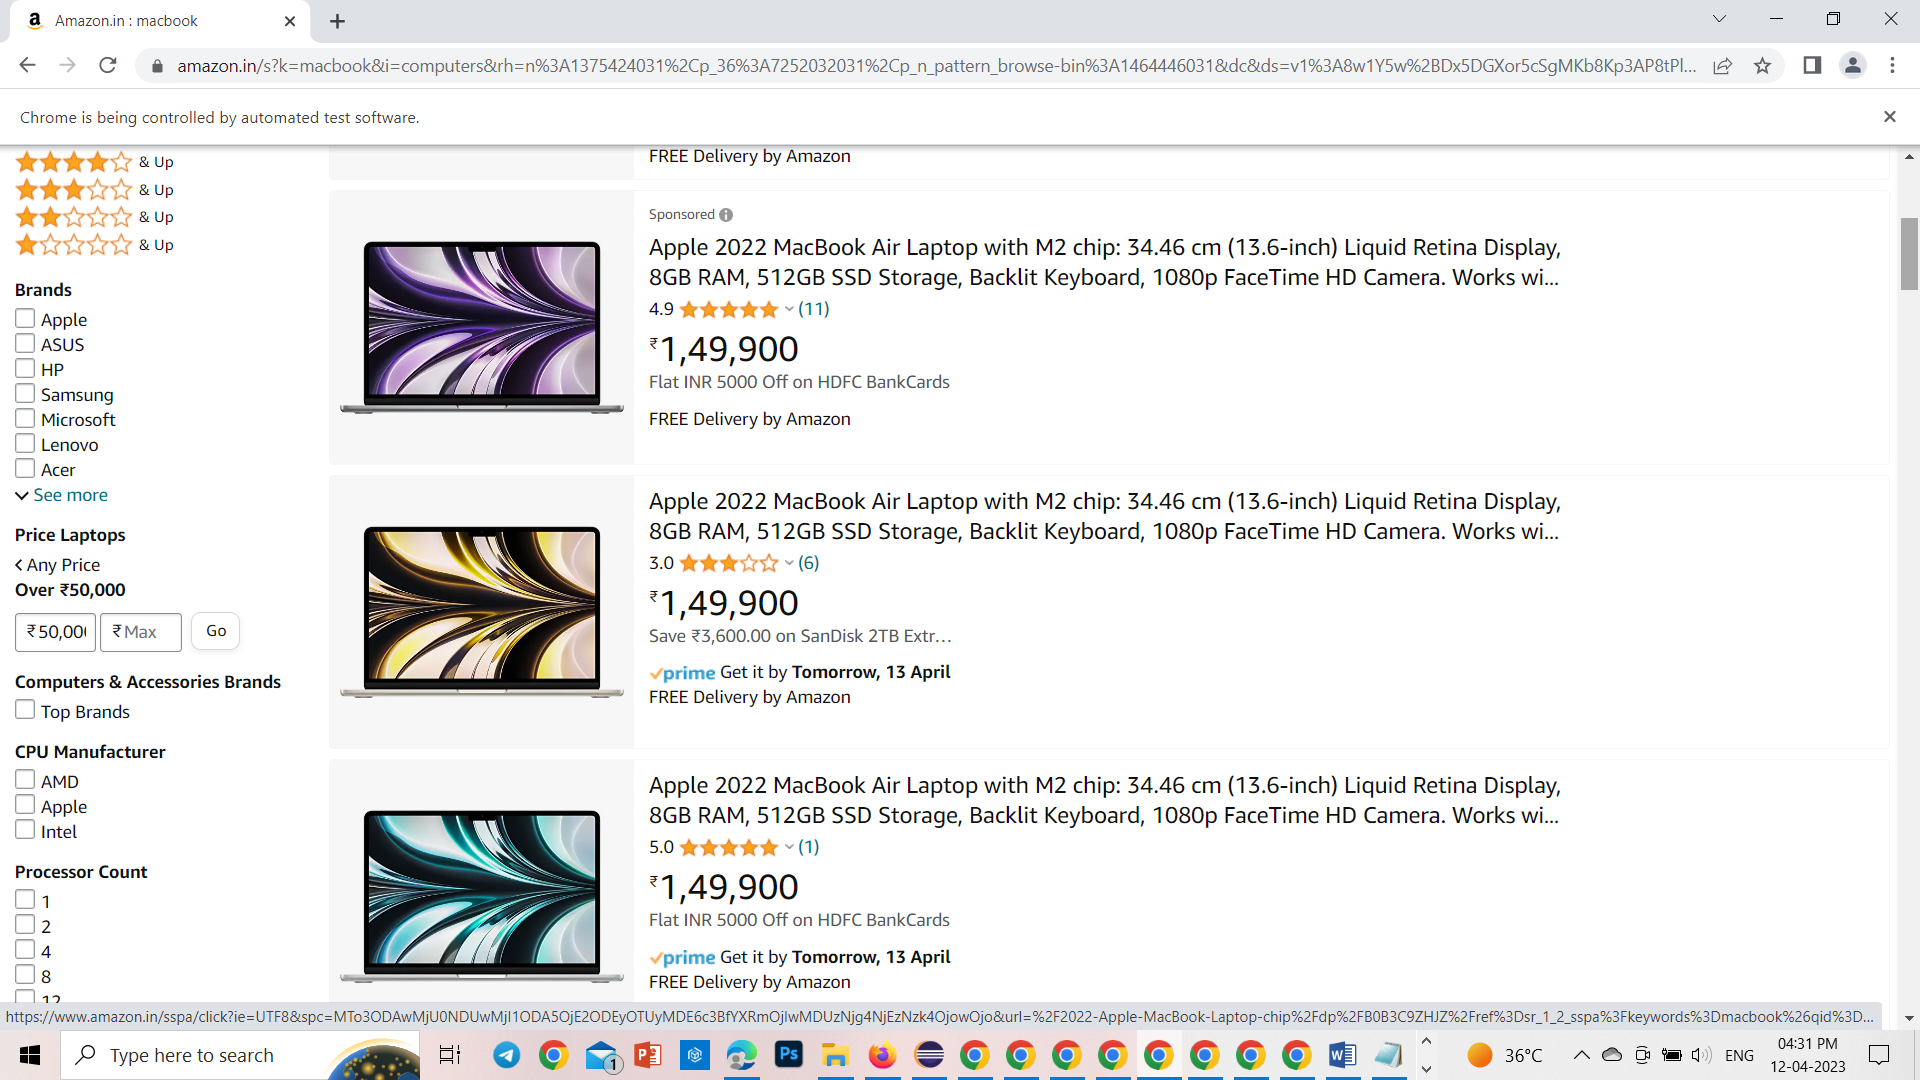 Amazon.in : macbook
amazon.in/s?k=macbook&i=computers&rh=n%3A1375424031%2Cp_36%3A7252032031%2Cp_n_pattern_browse-bin%3A1464446031&dc&ds=v1%3A8w1Y5w%2BDx5DGXor5cSgMKb8Kp3AP8tPl...
Chrome is being controlled by automated test software.
& Up
& Up
& Up
& Up
Brands
Apple
ASUS
HP
Samsung
Microsoft
Lenovo
Acer
See more
Price Laptops
Any Price
Over ₹50,000
₹50,00
₹ Max
Go
Computers & Accessories Brands
Top Brands
CPU Manufacturer
AMD
Apple
Intel
Processor Count
1
2
4
8
12
FREE Delivery by Amazon
Sponsored
Apple 2022 MacBook Air Laptop with M2 chip: 34.46 cm (13.6-inch) Liquid Retina Display,
8GB RAM, 512GB SSD Storage, Backlit Keyboard, 1080p FaceTime HD Camera. Works wi...
4.9 (11)
₹1,49,900
Flat INR 5000 Off on HDFC BankCards
FREE Delivery by Amazon
Apple 2022 MacBook Air Laptop with M2 chip: 34.46 cm (13.6-inch) Liquid Retina Display,
8GB RAM, 512GB SSD Storage, Backlit Keyboard, 1080p FaceTime HD Camera. Works wi...
3.0 (6)
₹1,49,900
Save ₹3,600.00 on SanDisk 2TB Extr...
prime Get it by Tomorrow, 13 April
FREE Delivery by Amazon
Apple 2022 MacBook Air Laptop with M2 chip: 34.46 cm (13.6-inch) Liquid Retina Display,
8GB RAM, 512GB SSD Storage, Backlit Keyboard, 1080p FaceTime HD Camera. Works wi...
5.0 (1)
₹1,49,900
Flat INR 5000 Off on HDFC BankCards
prime Get it by Tomorrow, 13 April
FREE Delivery by Amazon
https://www.amazon.in/sspa/click?ie=UTF8&spc=MTo3ODAwMjU0NDUwMjI1ODA5OjE2ODEyOTUyMDE6c3BfYXRmOjIwMDUzNjg4NjEzNzk4OjowOjo&url=%2F2022-Apple-MacBook-Laptop-chip%2Fdp%2FB0B3C9ZHJZ%2Fref%3Dsr_1_2_sspa%3Fkeywords%3Dmacbook%26qid%3D...
Type here to search
1
Ps
36°C
ENG
04:31 PM
12-04-2023